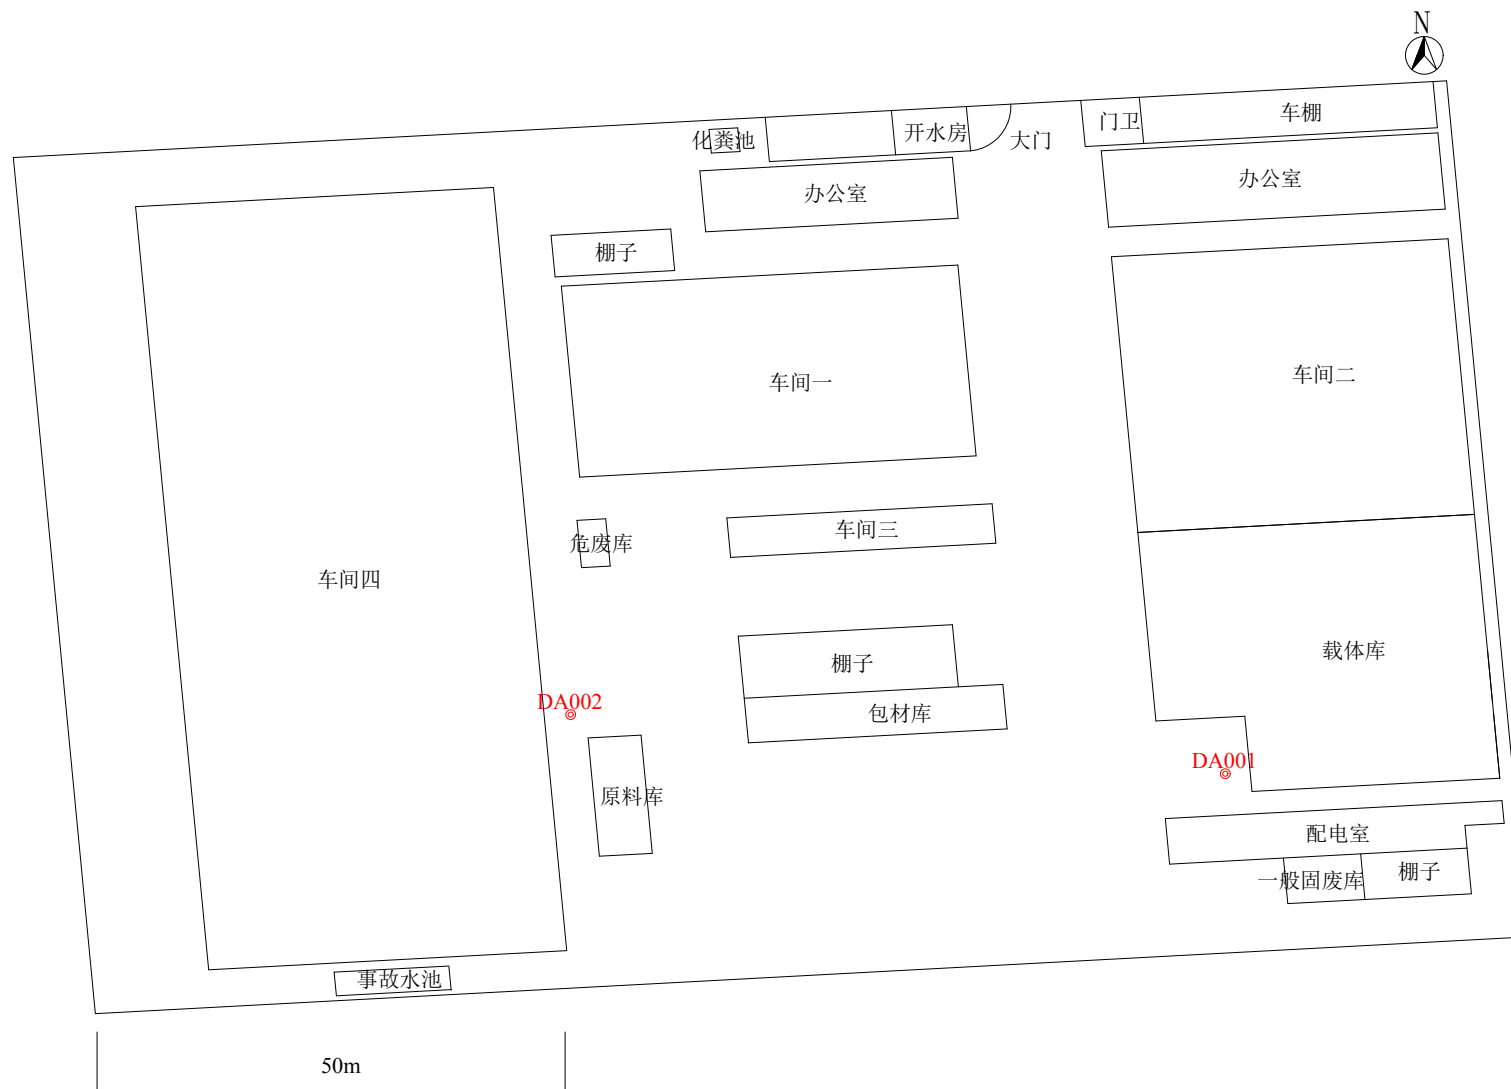 N
车棚
门卫
开水房
化粪池
大门
办公室
办公室
棚子
车间一
车间二
车间三
危废库
车间四
载体库
棚子
DA002
包材库
DA001
原料库
配电室
一般固废库
棚子
事故水池
50m